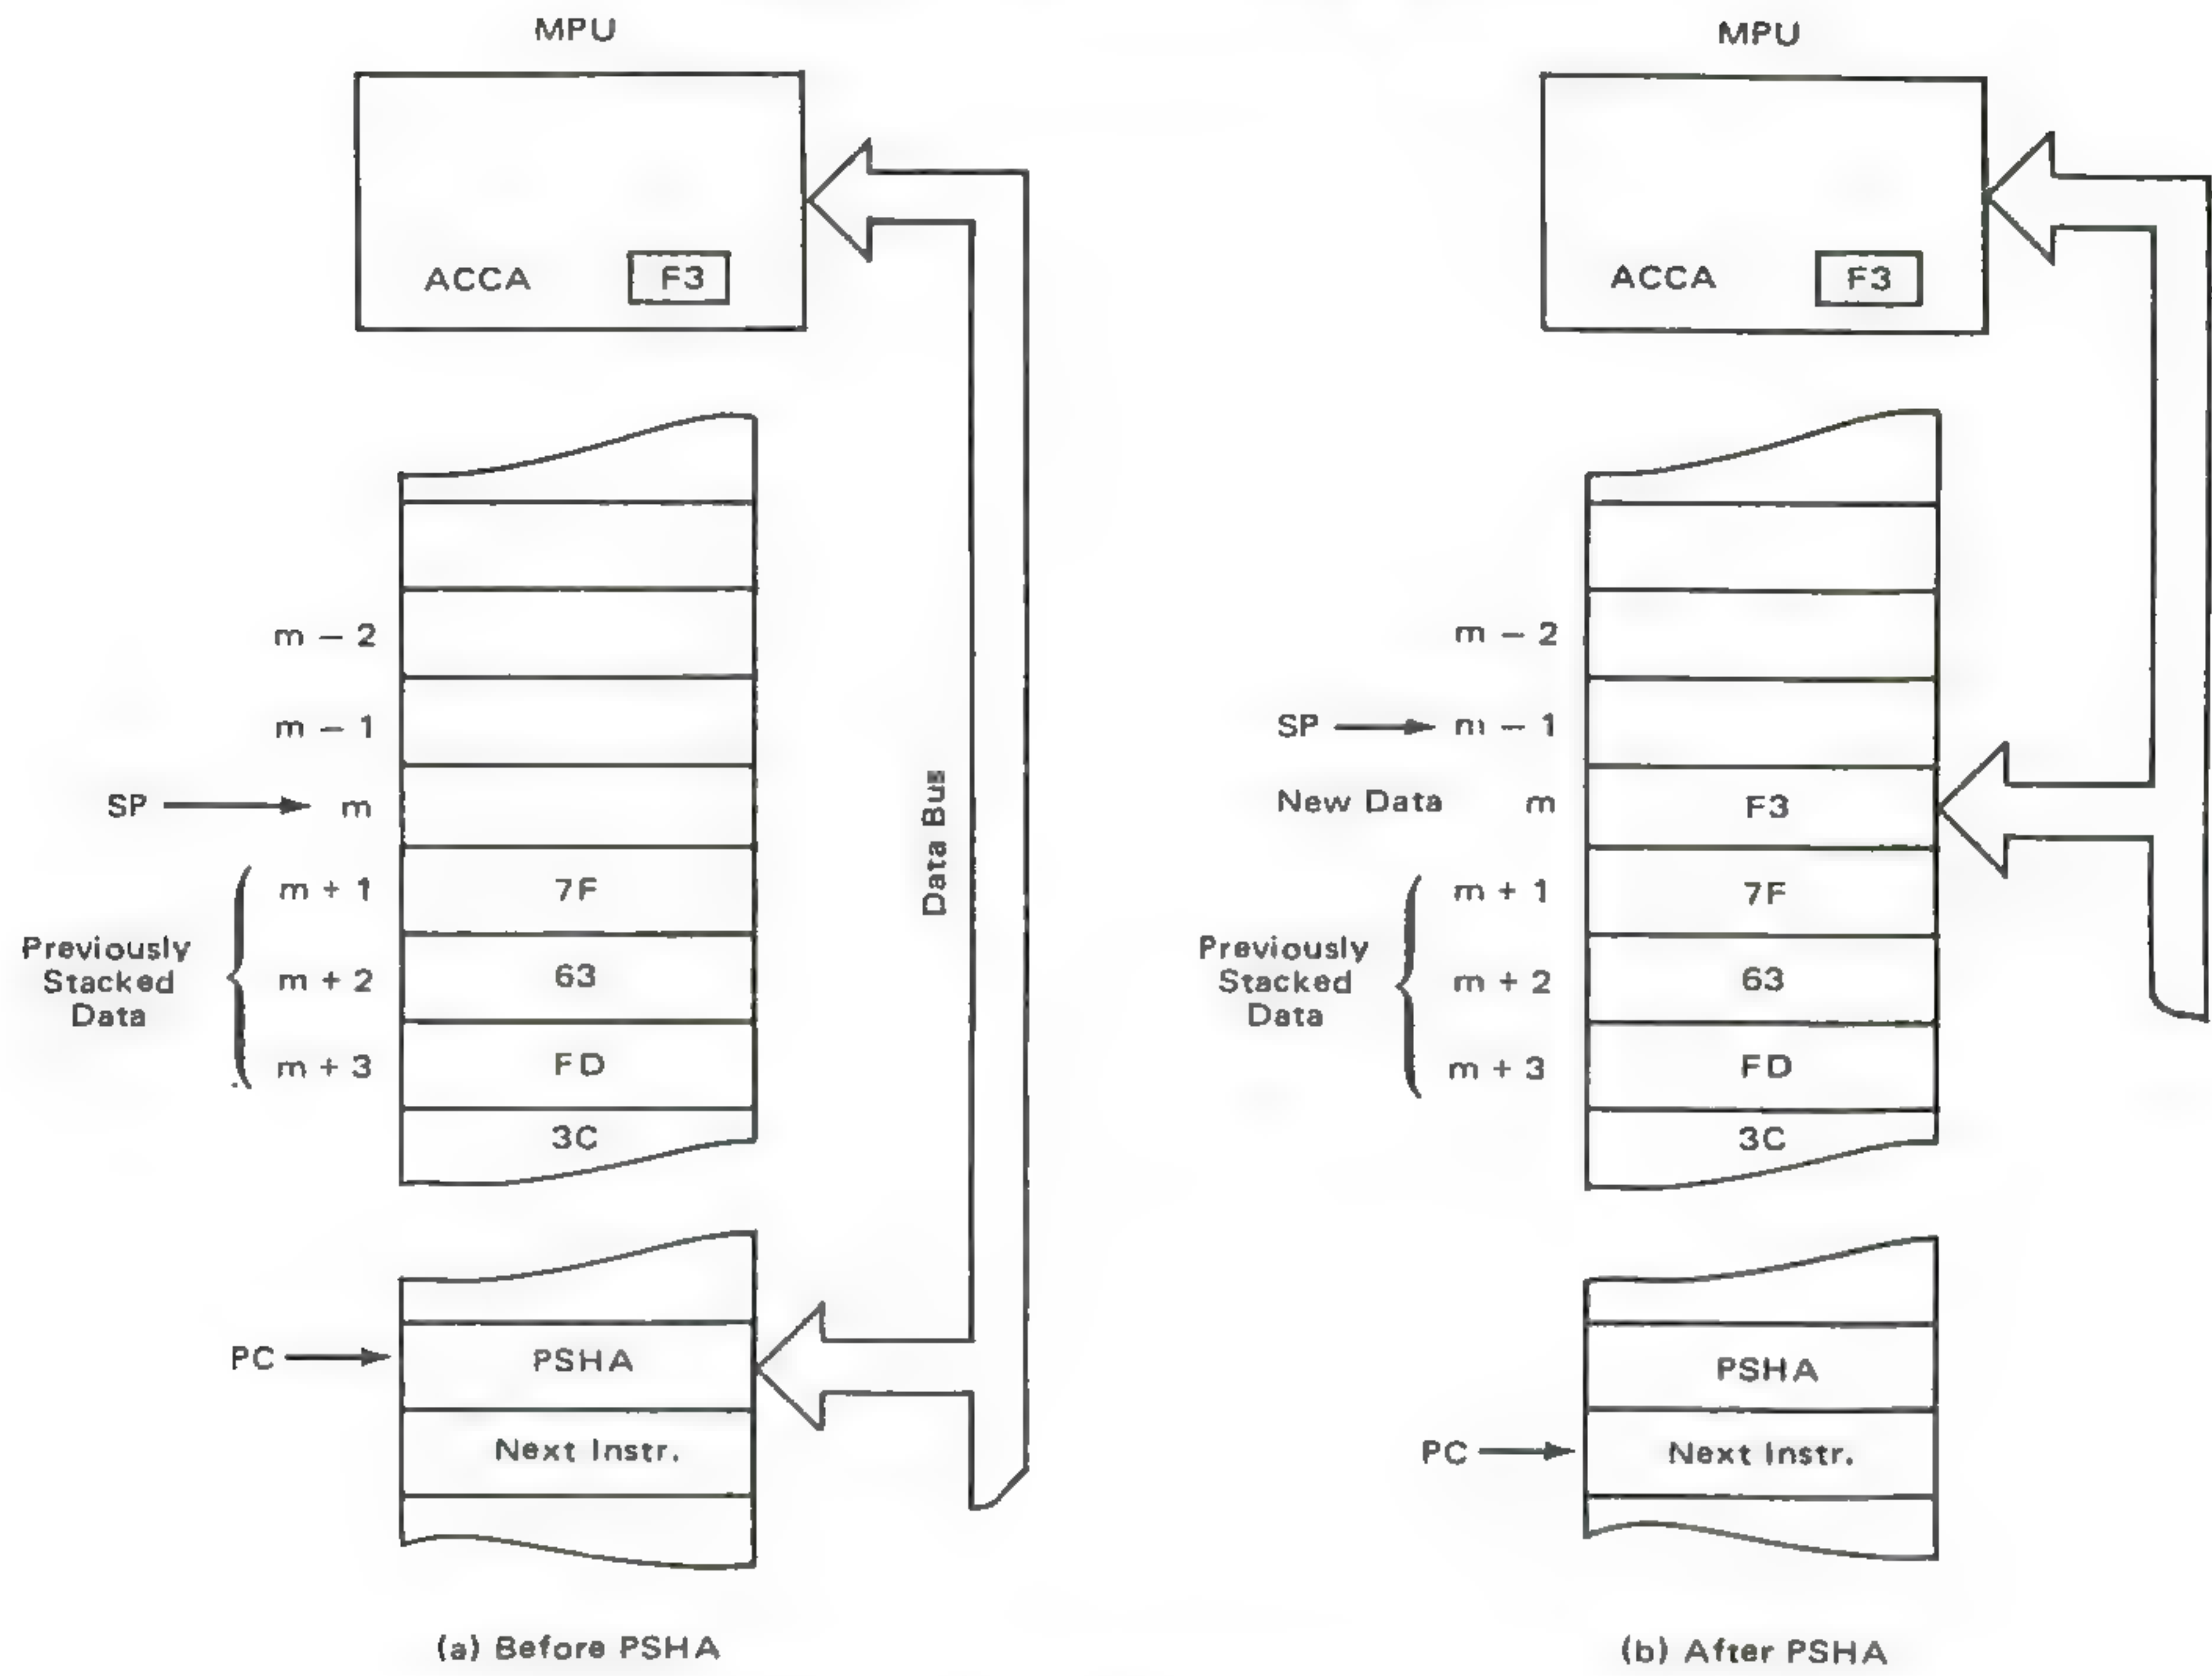 MPU
ACCA F3
m – 2
m – 1
SP m
m + 1 7F
Previously
Stacked
Data
m + 2 63
m + 3 FD
3C
Data Bus
PC PSHA
Next Instr.
(a) Before PSHA
MPU
ACCA F3
m – 2
SP m – 1
New Data m F3
m + 1 7F
Previously
Stacked
Data
m + 2 63
m + 3 FD
3C
PSHA
PC Next Instr.
(b) After PSHA